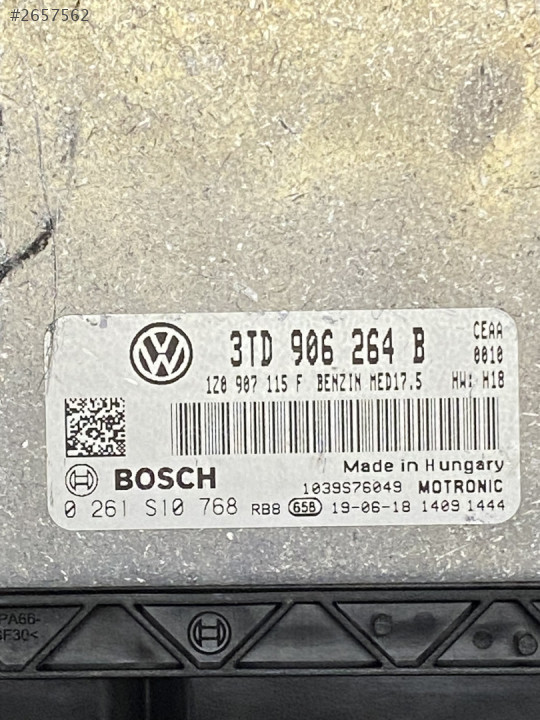 #2657562
3TD 906 264 B CEAA
0010
1Z0 907 115 F BENZIN MED17.5 HW: H18
Made in Hungary
BOSCH 1039S76049 MOTRONIC
0 261 S10 768 RB8 658 19-06-18 1409 1444
PA66-
GF30<